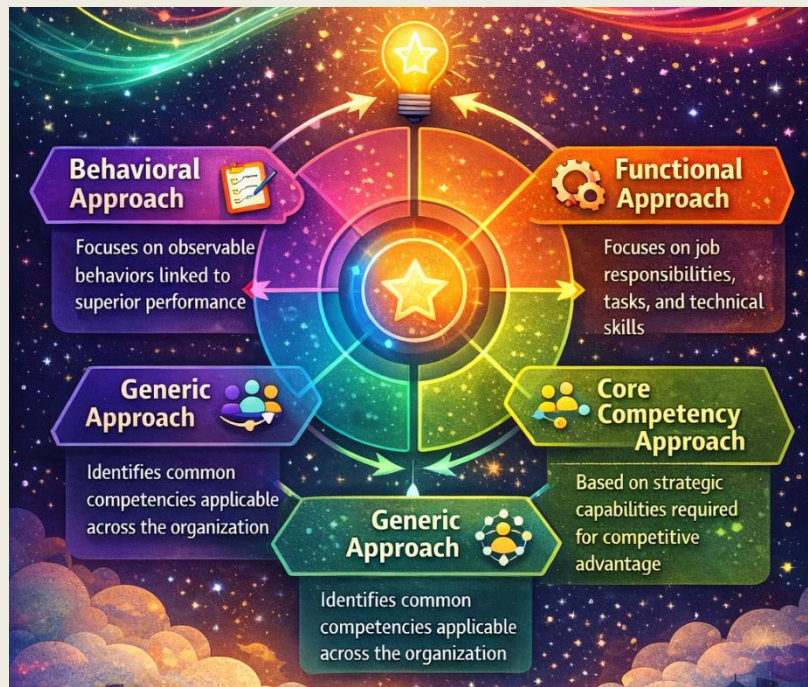 Behavioral
Approach
Focuses on observable
behaviors linked to
superior performance
Functional
Approach
Focuses on job
responsibilities,
tasks, and technical
skills
Generic
Approach
Identifies common
competencies applicable
across the organization
Core
Competency
Approach
Based on strategic
capabilities required
for competitive
advantage
Generic
Approach
Identifies common
competencies applicable
across the organization